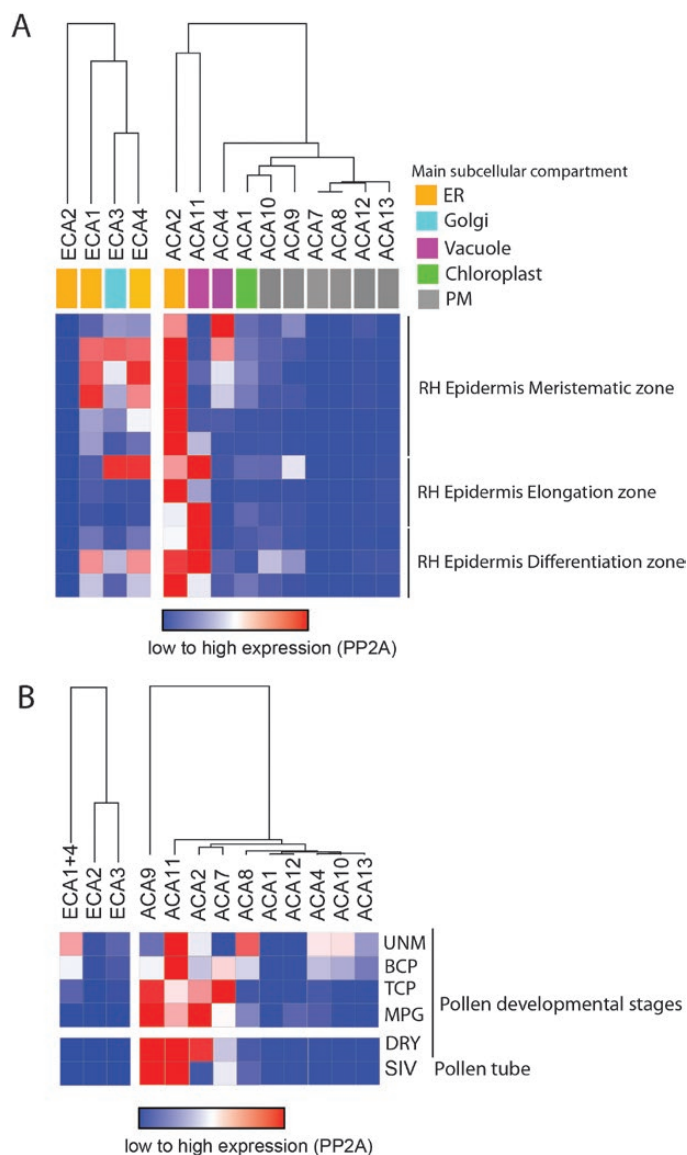 A
ECA2
ECA1
ECA3
ECA4
ACA2
ACA11
ACA4
ACA1
ACA10
ACA9
ACA7
ACA8
ACA12
ACA13
Main subcellular compartment
ER
Golgi
Vacuole
Chloroplast
PM
RH Epidermis Meristematic zone
RH Epidermis Elongation zone
RH Epidermis Differentiation zone
low to high expression (PP2A)
B
ECA1+4
ECA2
ECA3
ACA9
ACA11
ACA2
ACA7
ACA8
ACA1
ACA12
ACA4
ACA10
ACA13
UNM
BCP
TCP
MPG
Pollen developmental stages
DRY
SIV
Pollen tube
low to high expression (PP2A)